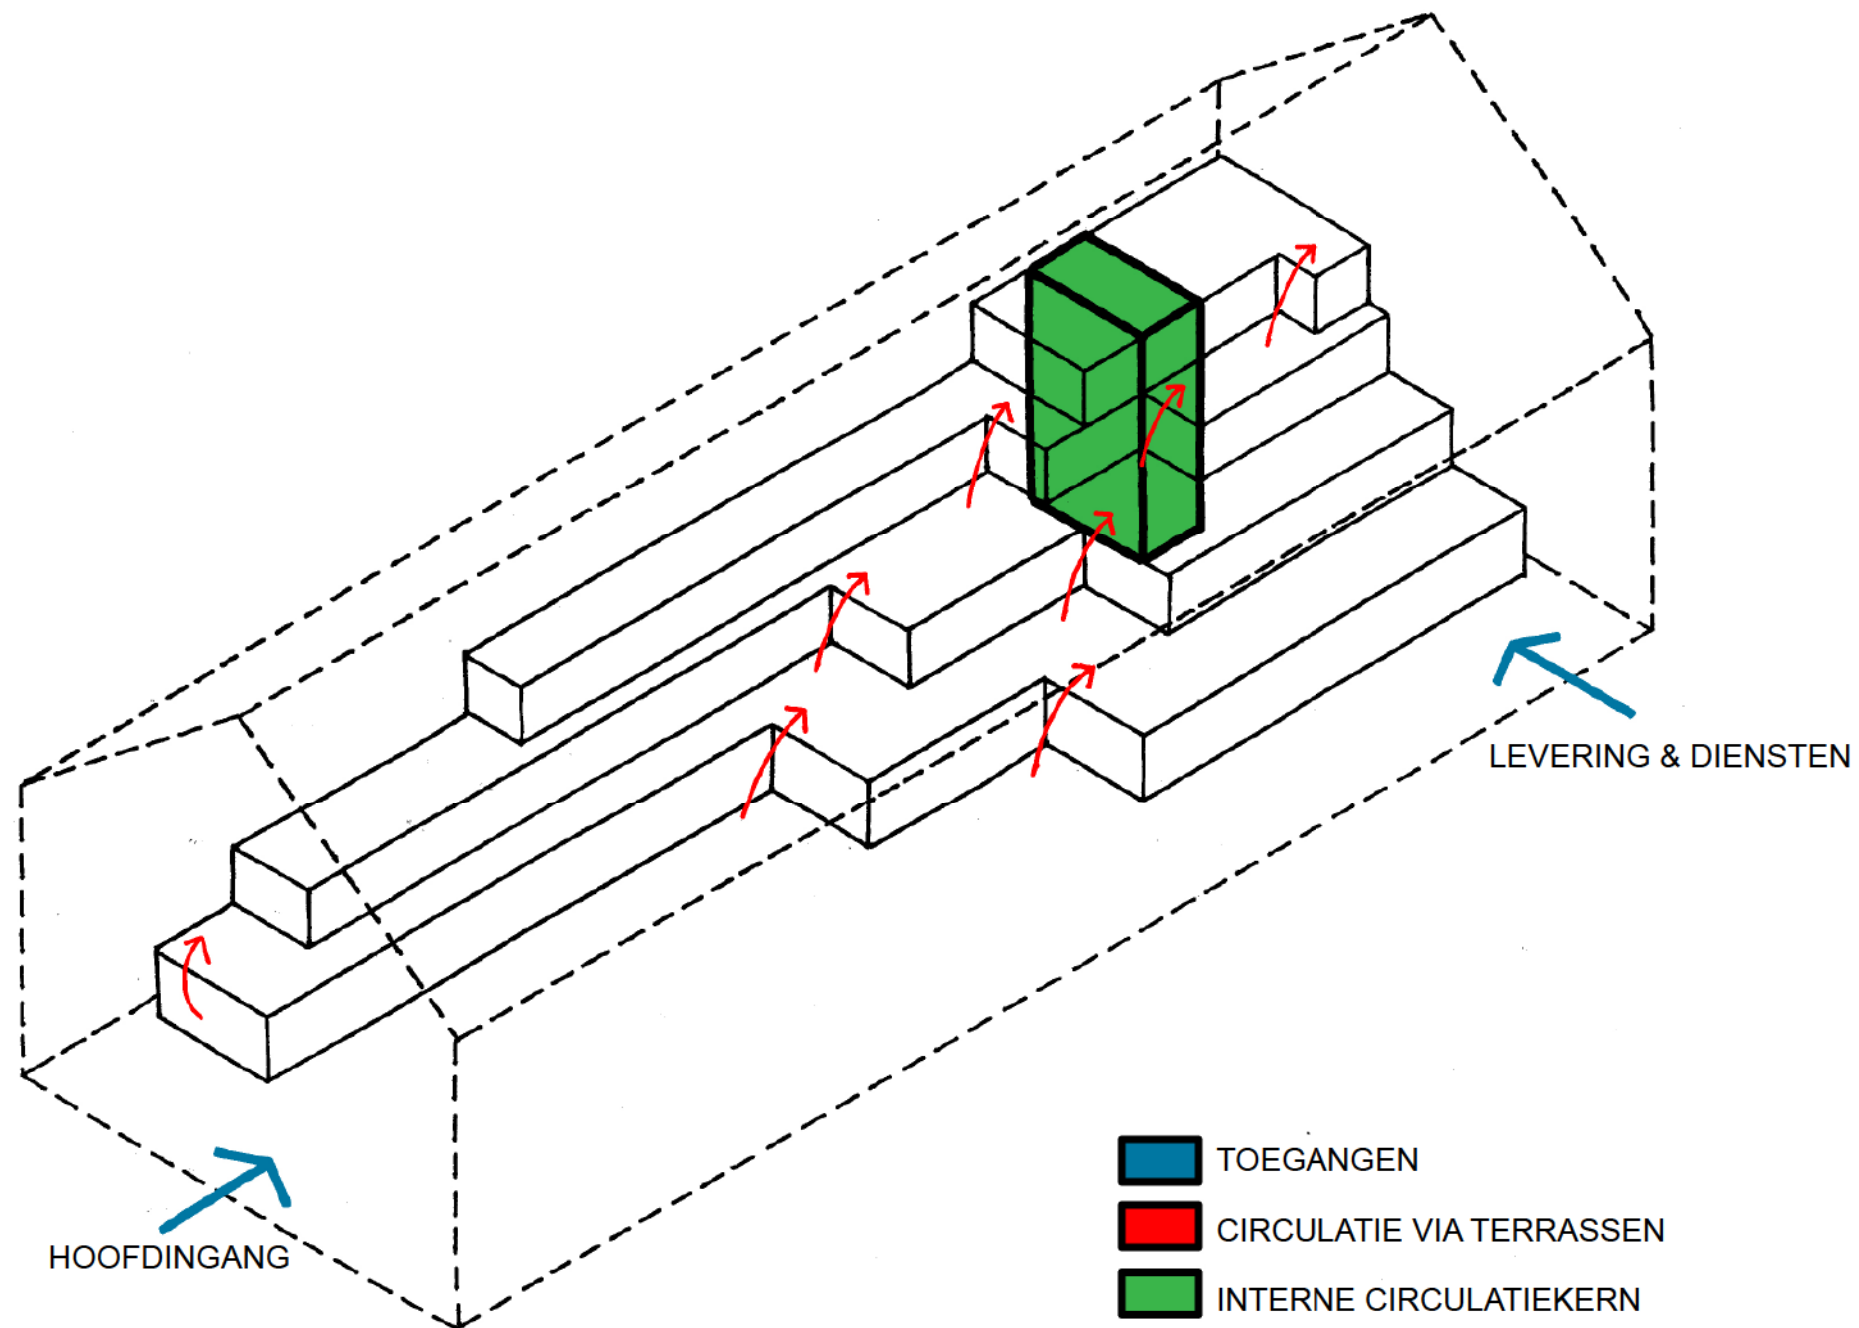 LEVERING & DIENSTEN
HOOFDINGANG
TOEGANGEN
CIRCULATIE VIA TERRASSEN
INTERNE CIRCULATIEKERN